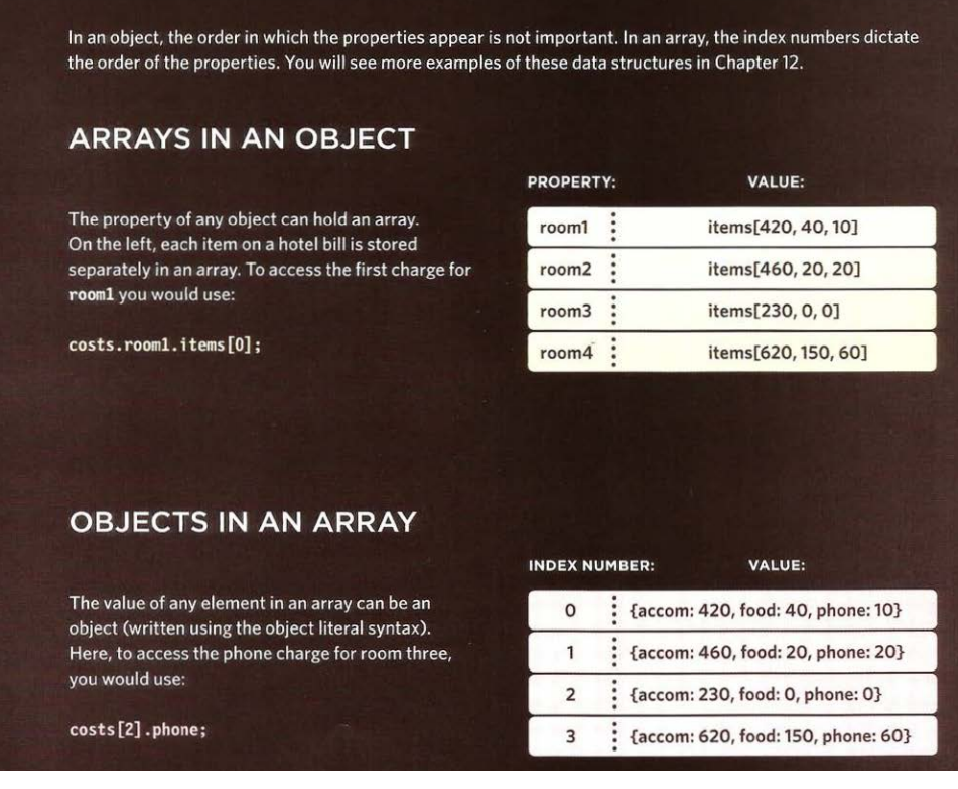 In an object, the order in which the properties appear is not important. In an array, the index numbers dictate
the order of the properties. You will see more examples of these data structures in Chapter 12.
ARRAYS IN AN OBJECT
The property of any object can hold an array.
On the left, each item on a hotel bill is stored
separately in an array. To access the first charge for
room1 you would use:
costs.room1.items[0];
PROPERTY: VALUE:
room1 items[420, 40, 10]
room2 items[460, 20, 20]
room3 items[230, 0, 0]
room4 items[620, 150, 60]
OBJECTS IN AN ARRAY
The value of any element in an array can be an
object (written using the object literal syntax).
Here, to access the phone charge for room three,
you would use:
costs[2].phone;
INDEX NUMBER: VALUE:
0 {accom: 420, food: 40, phone: 10}
1 {accom: 460, food: 20, phone: 20}
2 {accom: 230, food: 0, phone: 0}
3 {accom: 620, food: 150, phone: 60}